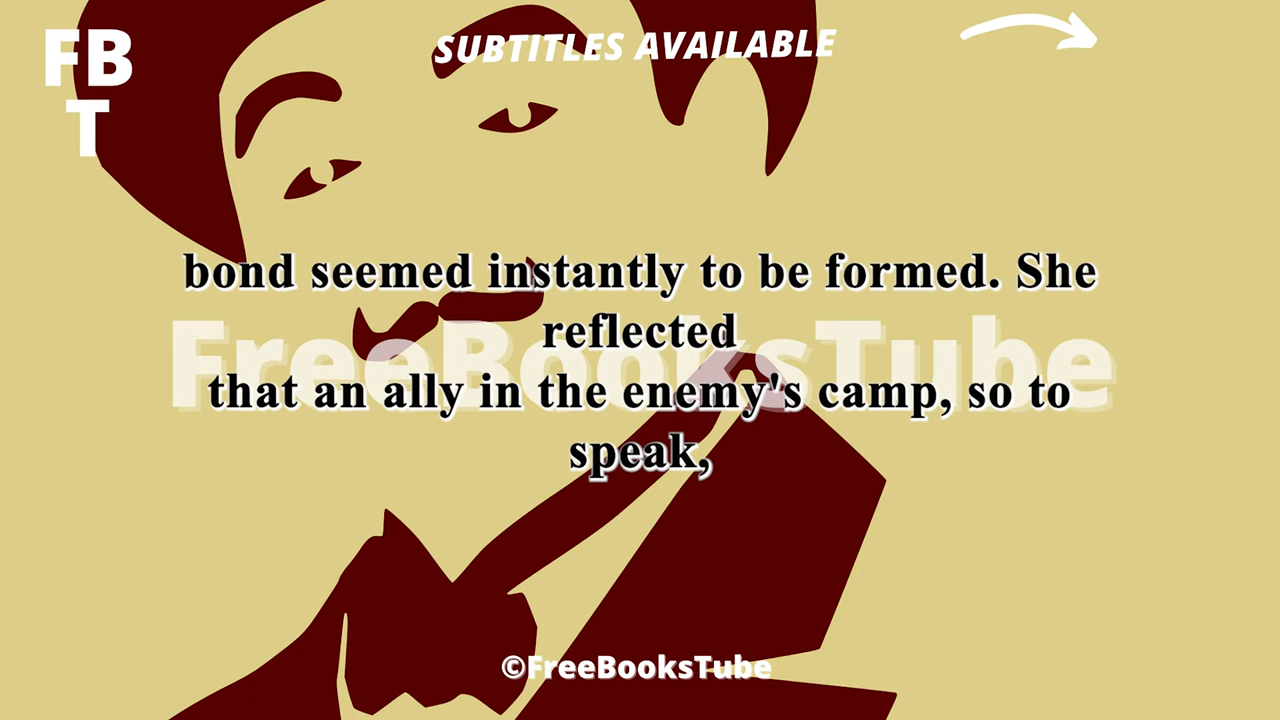 FB
T
SUBTITLES AVAILABLE
bond seemed instantly to be formed. She
reflected
that an ally in the enemy's camp, so to
speak,
FreeBooksTube
©FreeBooksTube